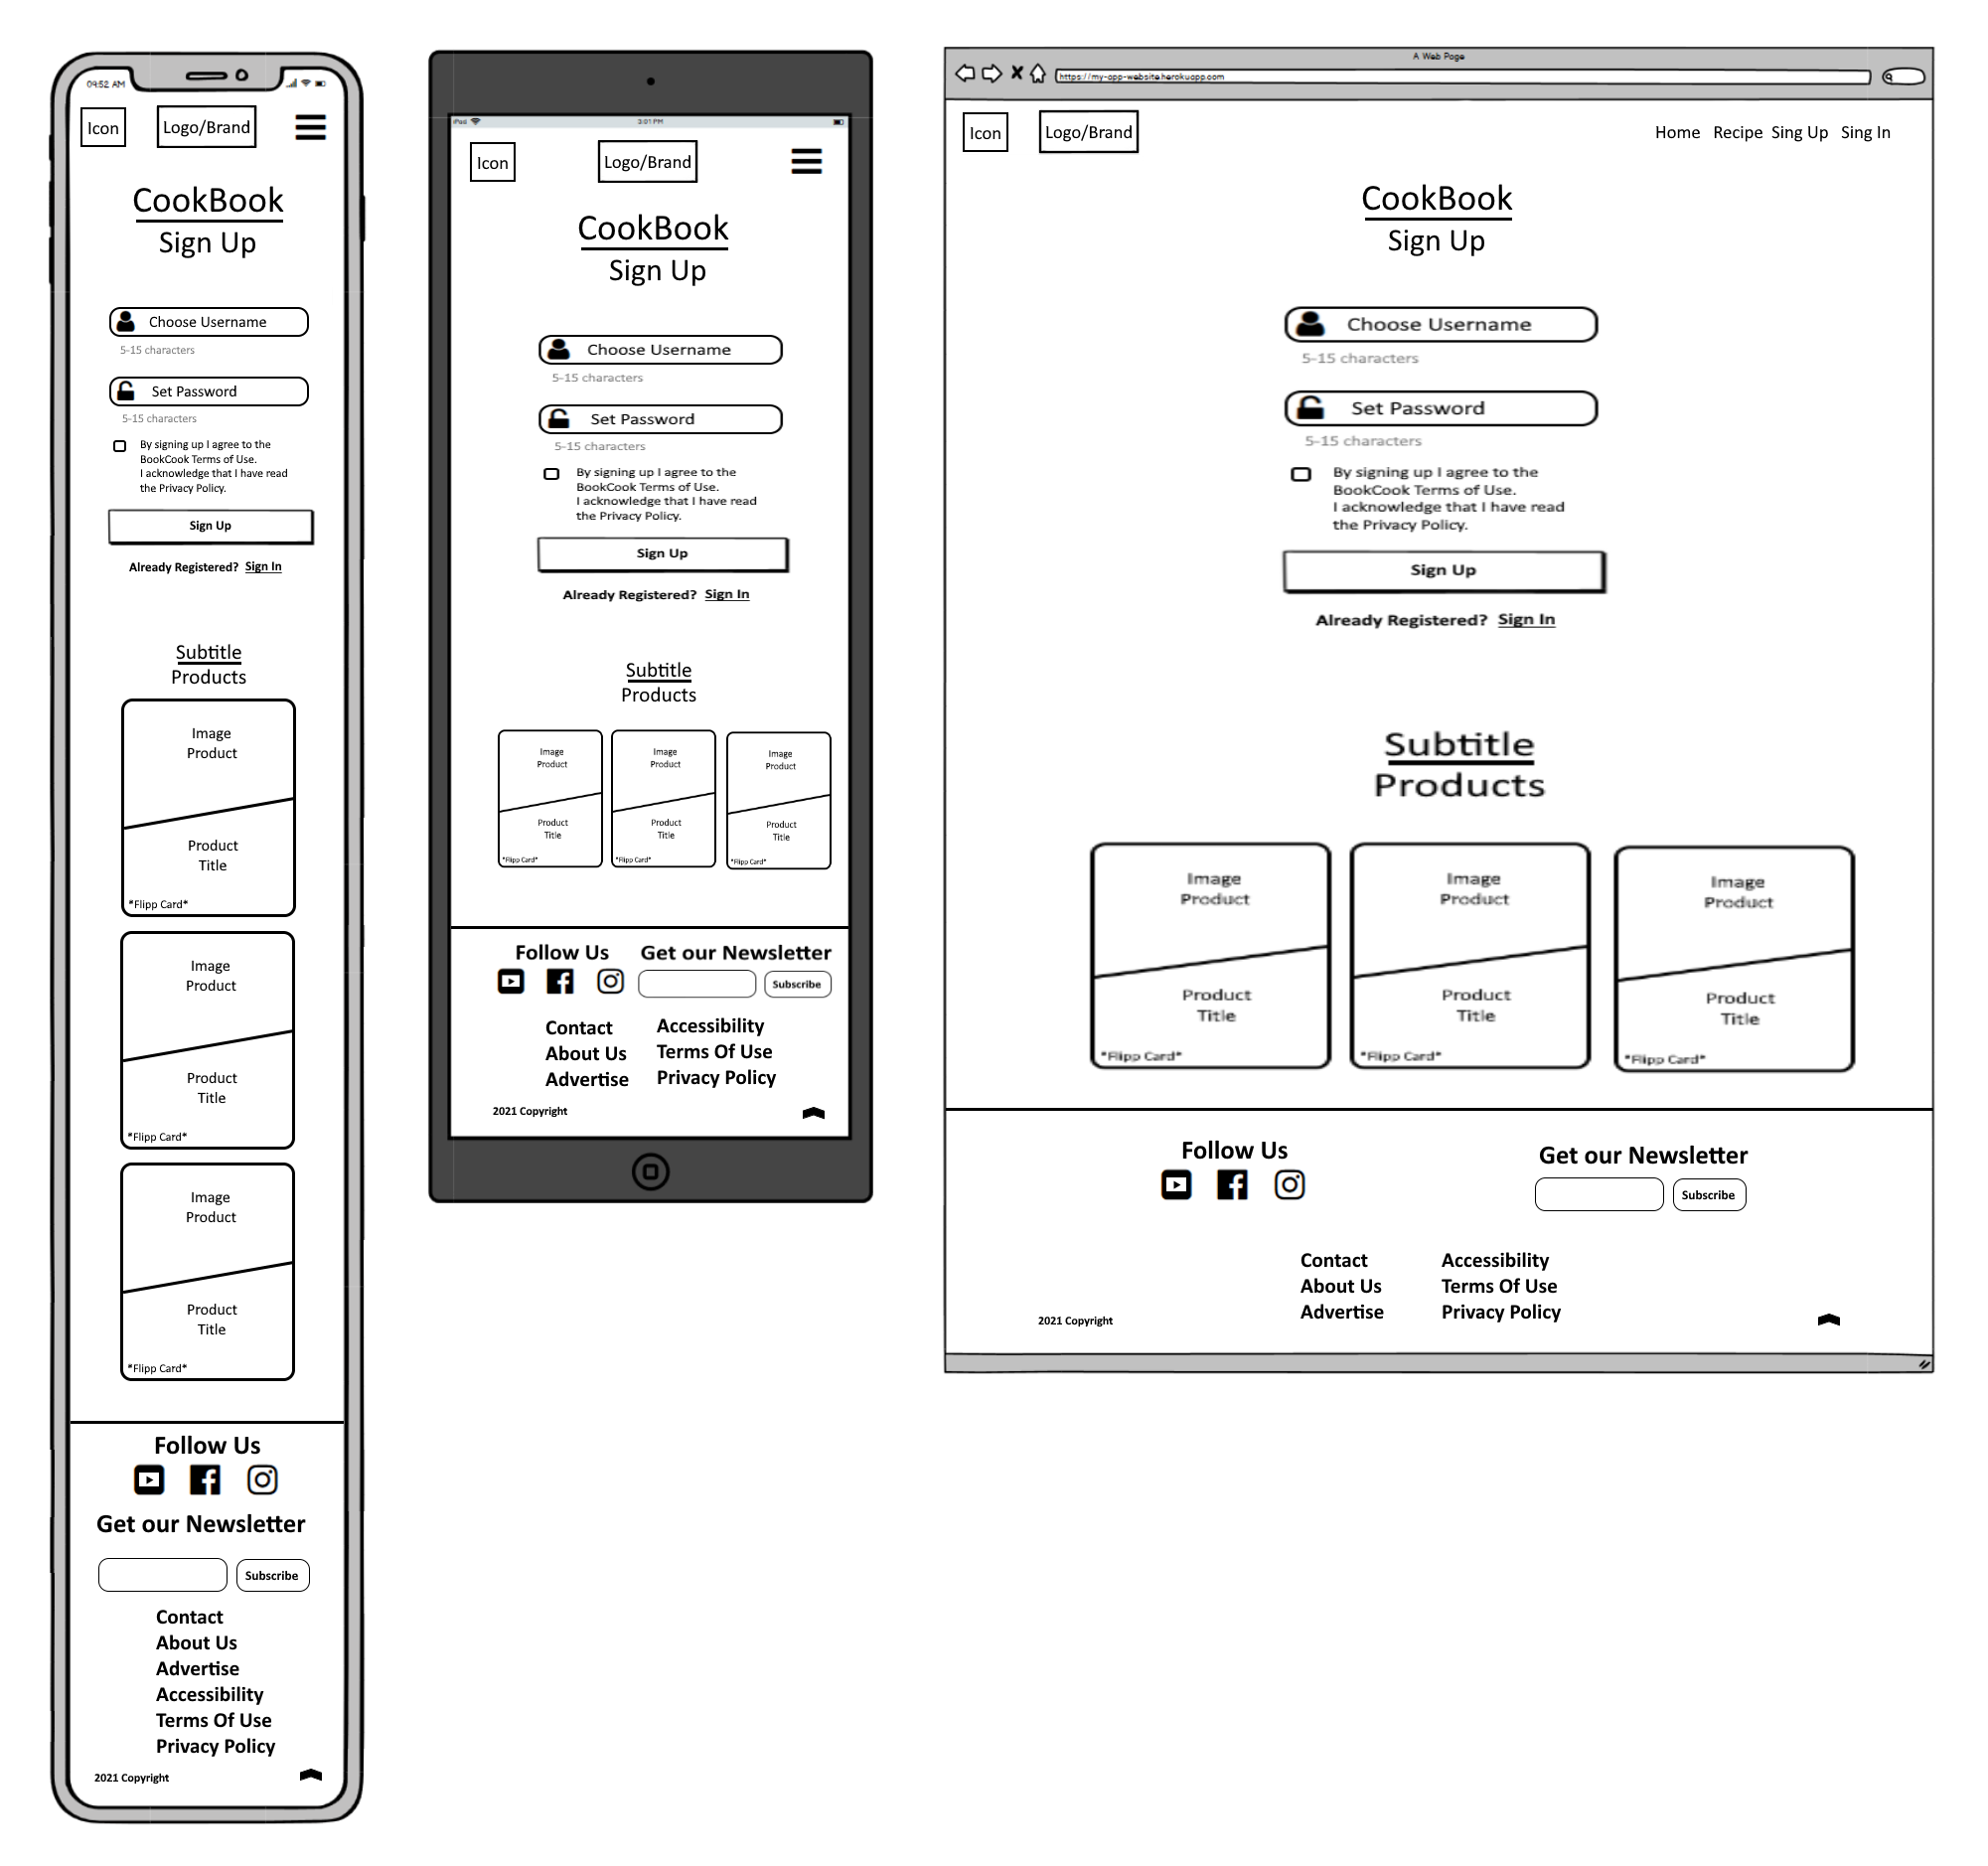 09:52 AM
Icon
Logo/Brand
CookBook
Sign Up
Choose Username
5-15 characters
Set Password
5-15 characters
By signing up I agree to the
BookCook Terms of Use.
I acknowledge that I have read
the Privacy Policy.
Sign Up
Already Registered? Sign In
Subtitle
Products
Image
Product
Product
Title
*Flipp Card*
Image
Product
Product
Title
*Flipp Card*
Image
Product
Product
Title
*Flipp Card*
Follow Us
Get our Newsletter
Subscribe
Contact
About Us
Advertise
Accessibility
Terms Of Use
Privacy Policy
2021 Copyright
iPad
3:01 PM
Icon
Logo/Brand
CookBook
Sign Up
Choose Username
5-15 characters
Set Password
5-15 characters
By signing up I agree to the
BookCook Terms of Use.
I acknowledge that I have read
the Privacy Policy.
Sign Up
Already Registered? Sign In
Subtitle
Products
Image
Product
Product
Title
*Flipp Card*
Image
Product
Product
Title
*Flipp Card*
Image
Product
Product
Title
*Flipp Card*
Follow Us
Get our Newsletter
Subscribe
Contact
About Us
Advertise
Accessibility
Terms Of Use
Privacy Policy
2021 Copyright
A Web Page
https://my-app-website.herokuapp.com
Icon
Logo/Brand
Home Recipe Sing Up Sing In
CookBook
Sign Up
Choose Username
5-15 characters
Set Password
5-15 characters
By signing up I agree to the
BookCook Terms of Use.
I acknowledge that I have read
the Privacy Policy.
Sign Up
Already Registered? Sign In
Subtitle
Products
Image
Product
Product
Title
*Flipp Card*
Image
Product
Product
Title
*Flipp Card*
Image
Product
Product
Title
*Flipp Card*
Follow Us
Get our Newsletter
Subscribe
Contact
About Us
Advertise
Accessibility
Terms Of Use
Privacy Policy
2021 Copyright